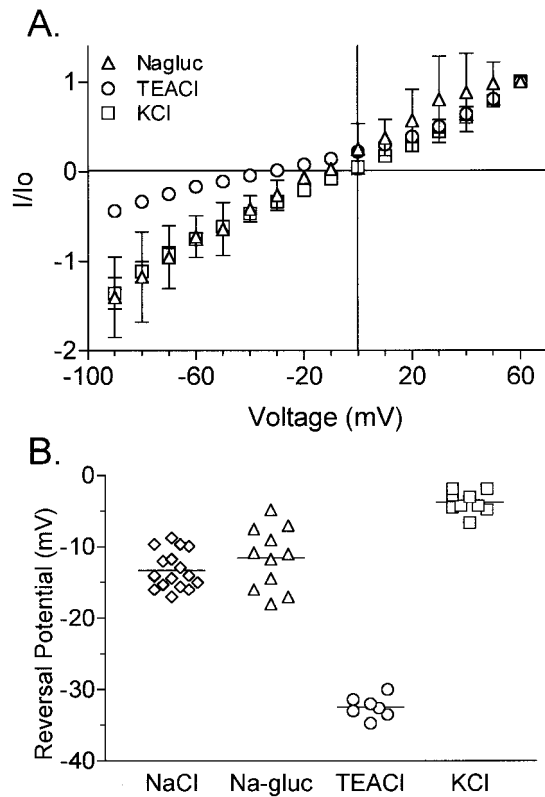 A.
△ Nagluc
○ TEACl
□ KCl
I/Io
1
0
-1
-2
-100 -60 -20 20 60
Voltage (mV)
B.
Reversal Potential (mV)
0
-10
-20
-30
-40
NaCl Na-gluc TEACl KCl